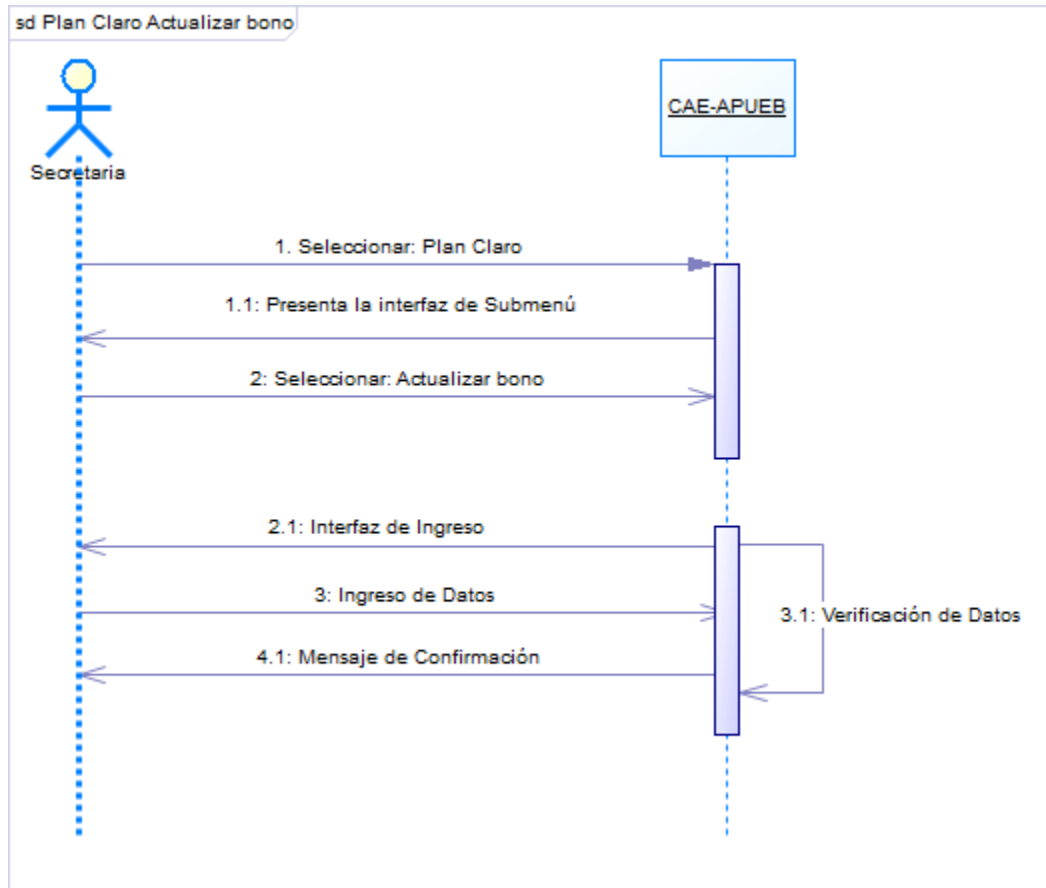 sd Plan Claro Actualizar bono
CAE-APUEB
Secretaria
1. Seleccionar: Plan Claro
1.1: Presenta la interfaz de Submenú
2: Seleccionar: Actualizar bono
2.1: Interfaz de Ingreso
3: Ingreso de Datos
3.1: Verificación de Datos
4.1: Mensaje de Confirmación